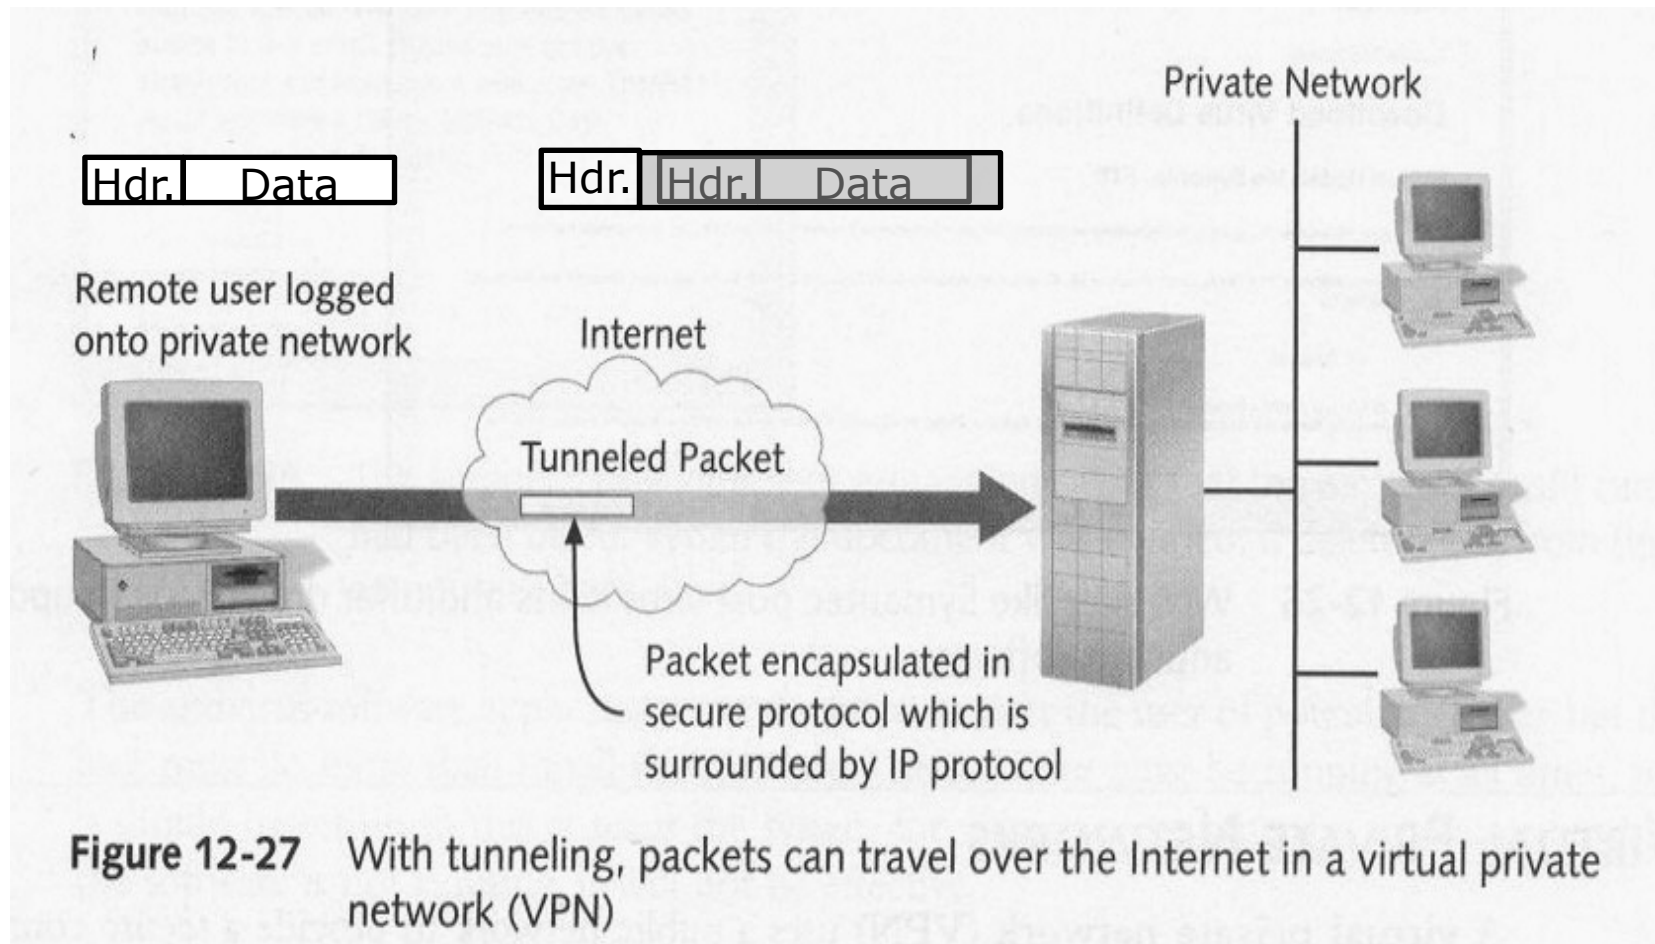 Private Network
Hdr. Data
Hdr. Hdr. Data
Remote user logged
onto private network
Internet
Tunneled Packet
Packet encapsulated in
secure protocol which is
surrounded by IP protocol
Figure 12-27 With tunneling, packets can travel over the Internet in a virtual private
network (VPN)